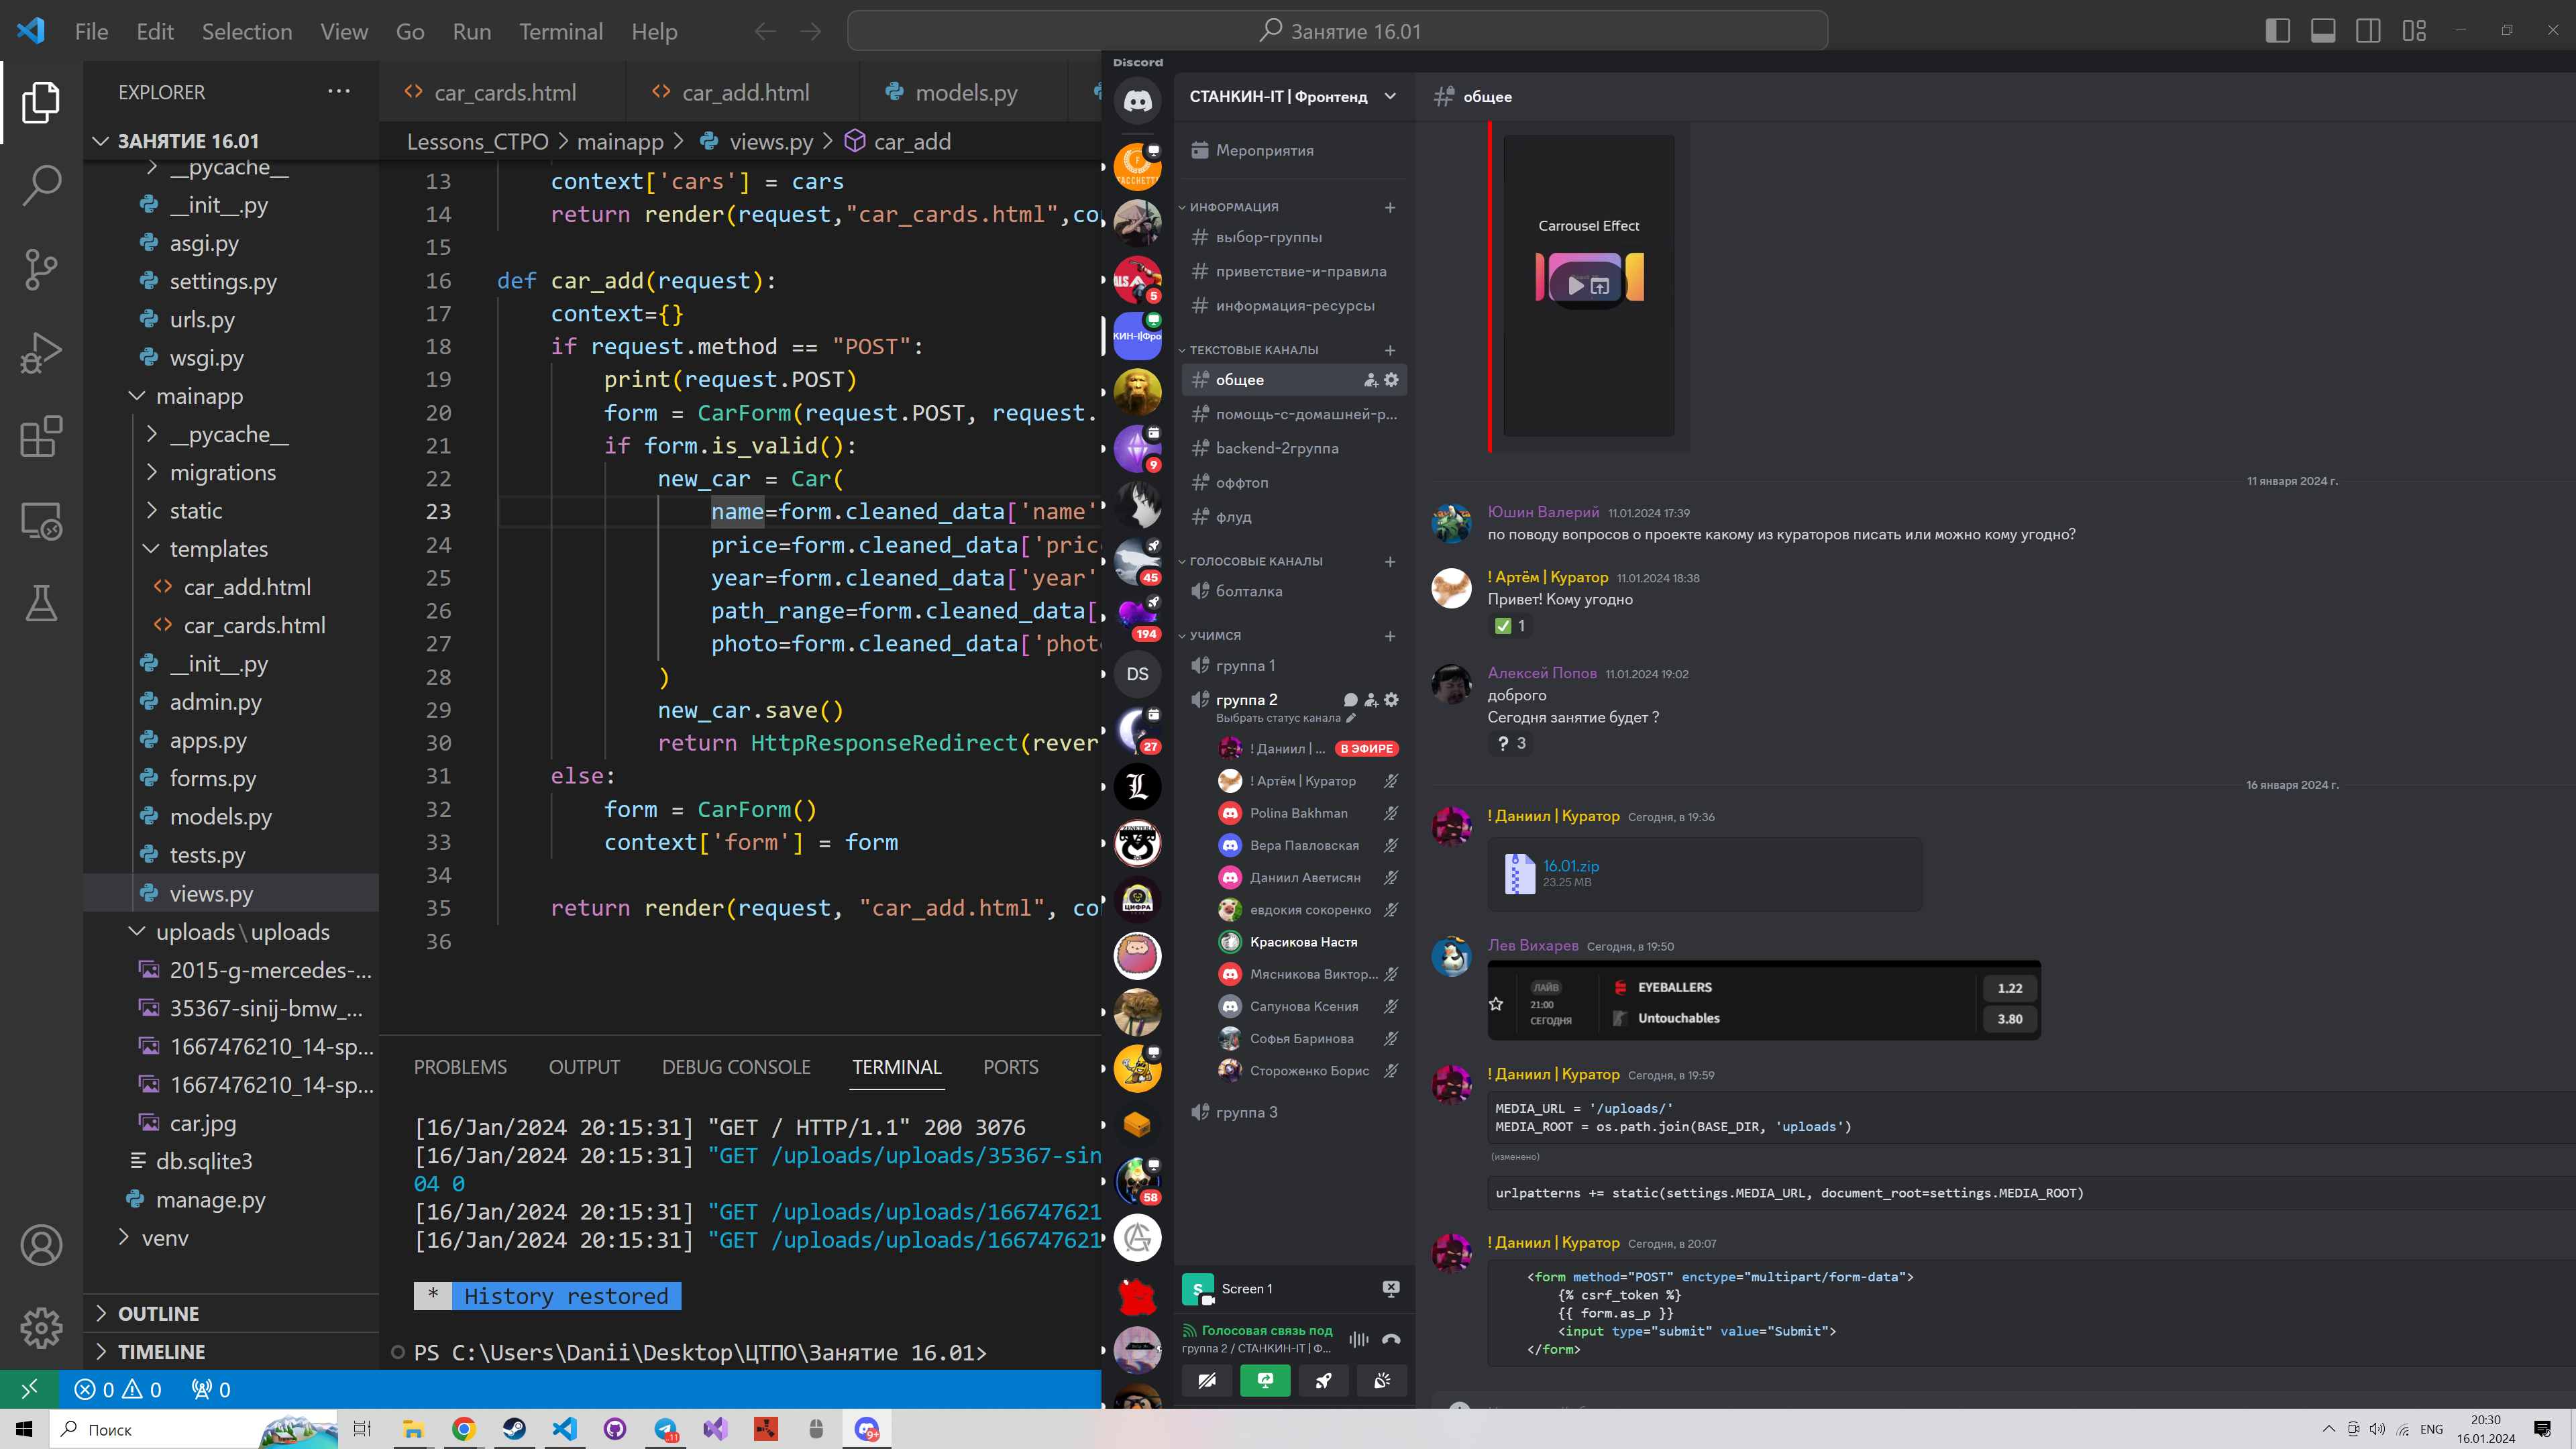 File Edit Selection View Go Run Terminal Help
Занятие 16.01
EXPLORER
ЗАНЯТИЕ 16.01
__pycache__
__init__.py
asgi.py
settings.py
urls.py
wsgi.py
mainapp
__pycache__
migrations
static
templates
car_add.html
car_cards.html
__init__.py
admin.py
apps.py
forms.py
models.py
tests.py
views.py
uploads\uploads
2015-g-mercedes-...
35367-sinij-bmw_...
1667476210_14-sp...
1667476210_14-sp...
car.jpg
db.sqlite3
manage.py
venv
OUTLINE
TIMELINE
car_cards.html car_add.html models.py
Lessons_CTPO > mainapp > views.py > car_add
13 context['cars'] = cars
14 return render(request,"car_cards.html",co
15
16 def car_add(request):
17 context={}
18 if request.method == "POST":
19 print(request.POST)
20 form = CarForm(request.POST, request.
21 if form.is_valid():
22 new_car = Car(
23 name=form.cleaned_data['name'
24 price=form.cleaned_data['pric
25 year=form.cleaned_data['year'
26 path_range=form.cleaned_data[
27 photo=form.cleaned_data['phot
28 )
29 new_car.save()
30 return HttpResponseRedirect(rever
31 else:
32 form = CarForm()
33 context['form'] = form
34
35 return render(request, "car_add.html", co
36
PROBLEMS OUTPUT DEBUG CONSOLE TERMINAL PORTS
[16/Jan/2024 20:15:31] "GET / HTTP/1.1" 200 3076
[16/Jan/2024 20:15:31] "GET /uploads/uploads/35367-sin
04 0
[16/Jan/2024 20:15:31] "GET /uploads/uploads/166747621
[16/Jan/2024 20:15:31] "GET /uploads/uploads/166747621
* History restored
PS C:\Users\Danii\Desktop\ЦТПО\Занятие 16.01>
0 0 0
Discord
5
КИН-I|Фро
9
45
194
DS
27
L
ЦИФРА
58
СТАНКИН-IT | Фронтенд
Мероприятия
ИНФОРМАЦИЯ
выбор-группы
приветствие-и-правила
информация-ресурсы
ТЕКСТОВЫЕ КАНАЛЫ
общее
помощь-с-домашней-р...
backend-2группа
оффтоп
флуд
ГОЛОСОВЫЕ КАНАЛЫ
болталка
УЧИМСЯ
группа 1
группа 2
Выбрать статус канала
! Даниил | ... В ЭФИРЕ
! Артём | Куратор
Polina Bakhman
Вера Павловская
Даниил Аветисян
евдокия сокоренко
Красикова Настя
Мясникова Виктор...
Сапунова Ксения
Софья Баринова
Стороженко Борис
группа 3
S Screen 1
Голосовая связь под
группа 2 / СТАНКИН-IT | Ф...
общее
Carrousel Effect
11 января 2024 г.
Юшин Валерий 11.01.2024 17:39
по поводу вопросов о проекте какому из кураторов писать или можно кому угодно?
! Артём | Куратор 11.01.2024 18:38
Привет! Кому угодно
1
Алексей Попов 11.01.2024 19:02
доброго
Сегодня занятие будет ?
? 3
16 января 2024 г.
! Даниил | Куратор Сегодня, в 19:36
16.01.zip
23.25 MB
Лев Вихарев Сегодня, в 19:50
ЛАЙВ
21:00
СЕГОДНЯ
EYEBALLERS 1.22
Untouchables 3.80
! Даниил | Куратор Сегодня, в 19:59
MEDIA_URL = '/uploads/'
MEDIA_ROOT = os.path.join(BASE_DIR, 'uploads')
(изменено)
urlpatterns += static(settings.MEDIA_URL, document_root=settings.MEDIA_ROOT)
! Даниил | Куратор Сегодня, в 20:07
<form method="POST" enctype="multipart/form-data">
{% csrf_token %}
{{ form.as_p }}
<input type="submit" value="Submit">
</form>
Поиск
11
9+
ENG
20:30
16.01.2024